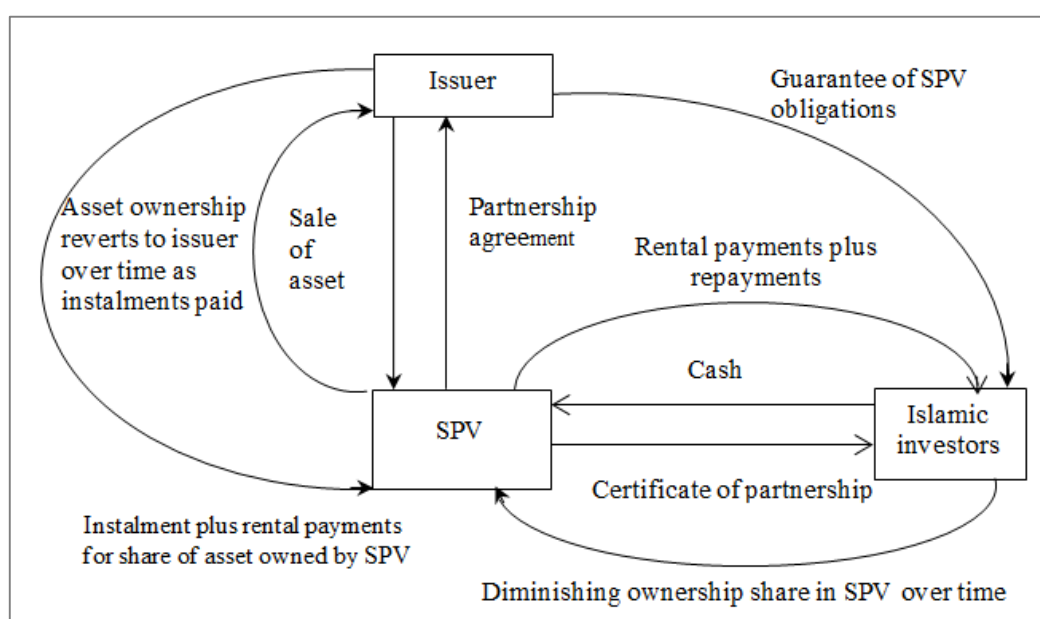 Issuer
Guarantee of SPV
obligations
Asset ownership
reverts to issuer
over time as
instalments paid
Sale
of
asset
Partnership
agreement
Rental payments plus
repayments
Cash
SPV
Islamic
investors
Certificate of partnership
Instalment plus rental payments
for share of asset owned by SPV
Diminishing ownership share in SPV over time